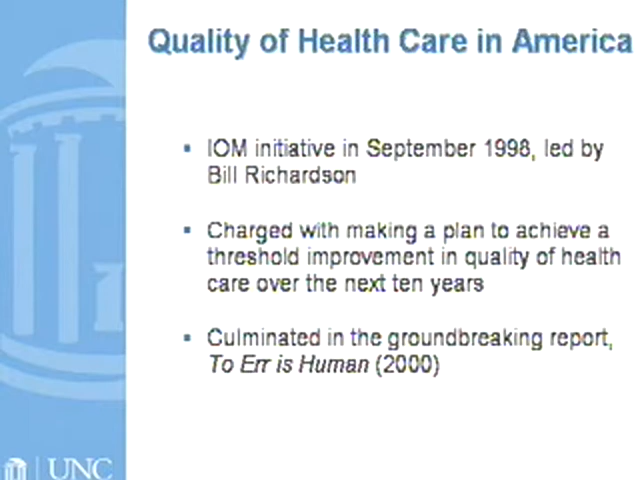 Quality of Health Care in America
▪ IOM initiative in September 1998, led by
Bill Richardson
▪ Charged with making a plan to achieve a
threshold improvement in quality of health
care over the next ten years
▪ Culminated in the groundbreaking report,
To Err is Human (2000)
UNC